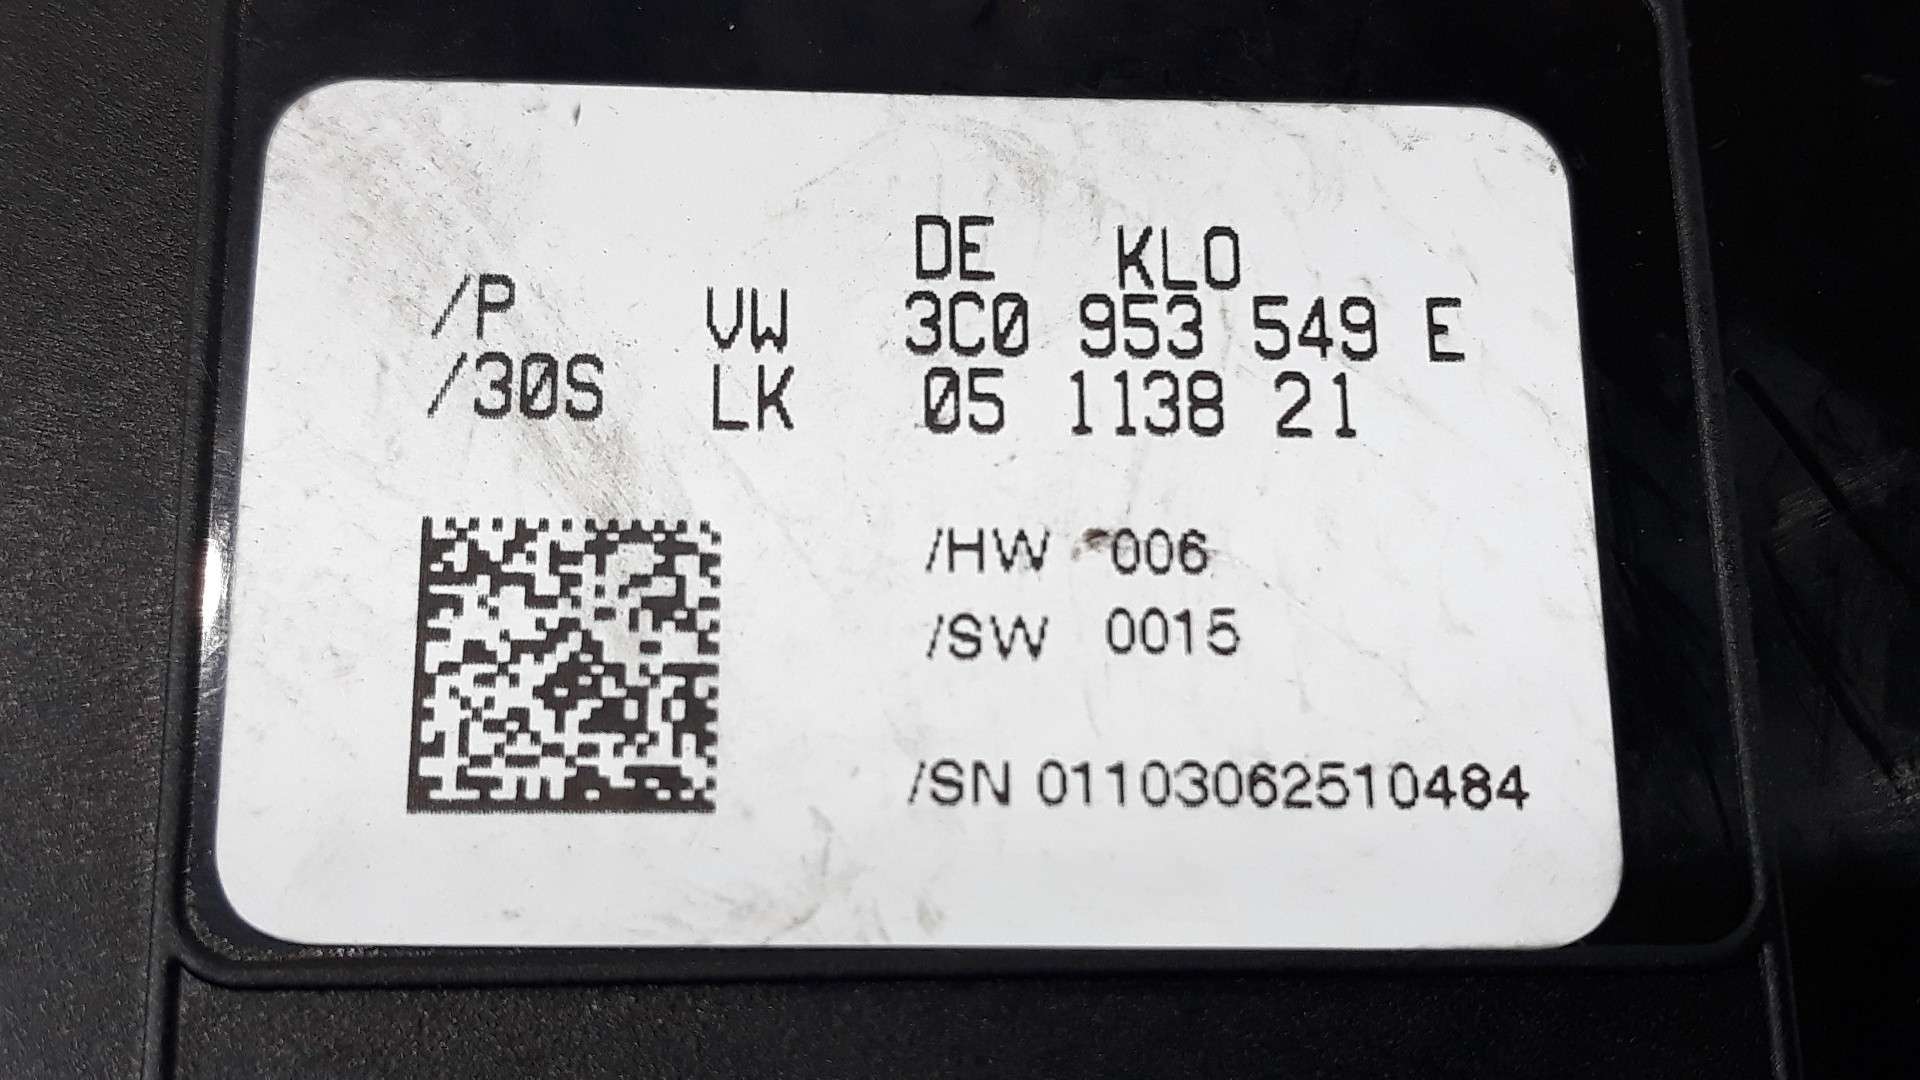 DE KLO
/P VW 3C0 953 549 E
/30S LK 05 1138 21
/HW 006
/SW 0015
/SN 01103062510484